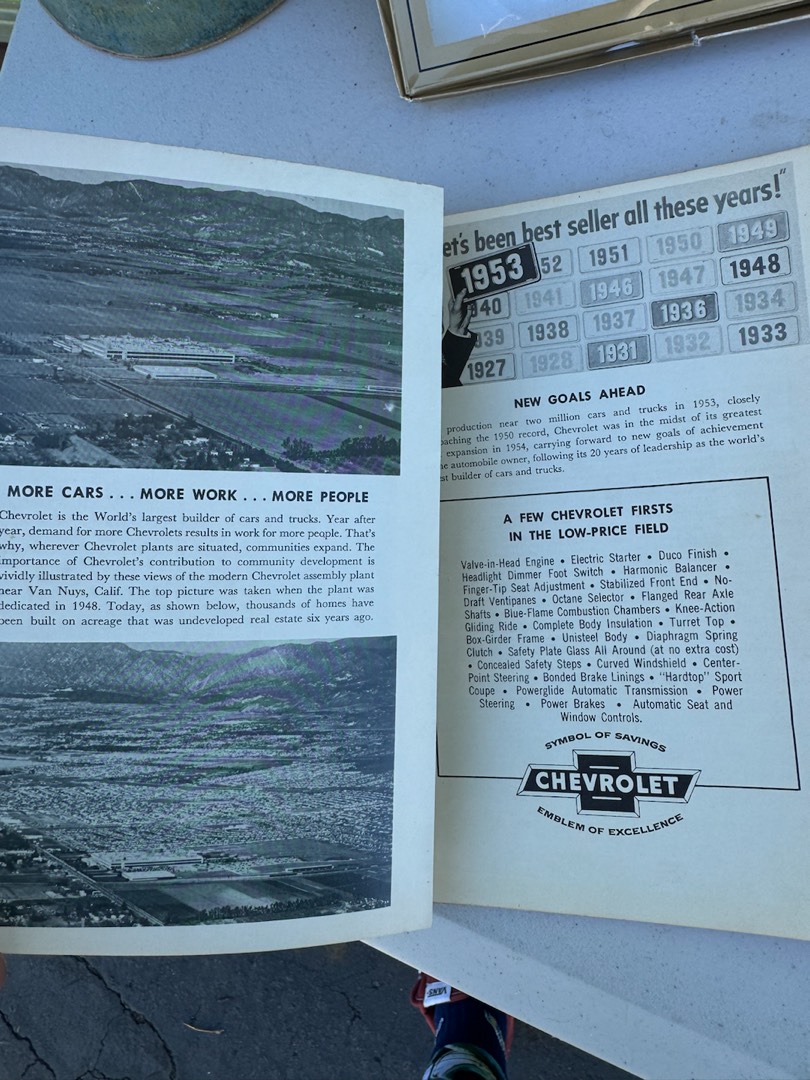 MORE CARS . . . MORE WORK . . . MORE PEOPLE
Chevrolet is the World's largest builder of cars and trucks. Year after
year, demand for more Chevrolets results in work for more people. That's
why, wherever Chevrolet plants are situated, communities expand. The
importance of Chevrolet's contribution to community development is
vividly illustrated by these views of the modern Chevrolet assembly plant
near Van Nuys, Calif. The top picture was taken when the plant was
dedicated in 1948. Today, as shown below, thousands of homes have
been built on acreage that was undeveloped real estate six years ago.
et's been best seller all these years!"
1953 52 1951 1950 1949
940 1941 1946 1947 1948
939 1938 1937 1936 1934
1927 1928 1931 1932 1933
NEW GOALS AHEAD
production near two million cars and trucks in 1953, closely
oaching the 1950 record, Chevrolet was in the midst of its greatest
expansion in 1954, carrying forward to new goals of achievement
e automobile owner, following its 20 years of leadership as the world's
st builder of cars and trucks.
A FEW CHEVROLET FIRSTS
IN THE LOW-PRICE FIELD
Valve-in-Head Engine • Electric Starter • Duco Finish •
Headlight Dimmer Foot Switch • Harmonic Balancer •
Finger-Tip Seat Adjustment • Stabilized Front End • No-
Draft Ventipanes • Octane Selector • Flanged Rear Axle
Shafts • Blue-Flame Combustion Chambers • Knee-Action
Gliding Ride • Complete Body Insulation • Turret Top •
Box-Girder Frame • Unisteel Body • Diaphragm Spring
Clutch • Safety Plate Glass All Around (at no extra cost)
• Concealed Safety Steps • Curved Windshield • Center-
Point Steering • Bonded Brake Linings • "Hardtop" Sport
Coupe • Powerglide Automatic Transmission • Power
Steering • Power Brakes • Automatic Seat and
Window Controls.
SYMBOL OF SAVINGS
CHEVROLET
EMBLEM OF EXCELLENCE